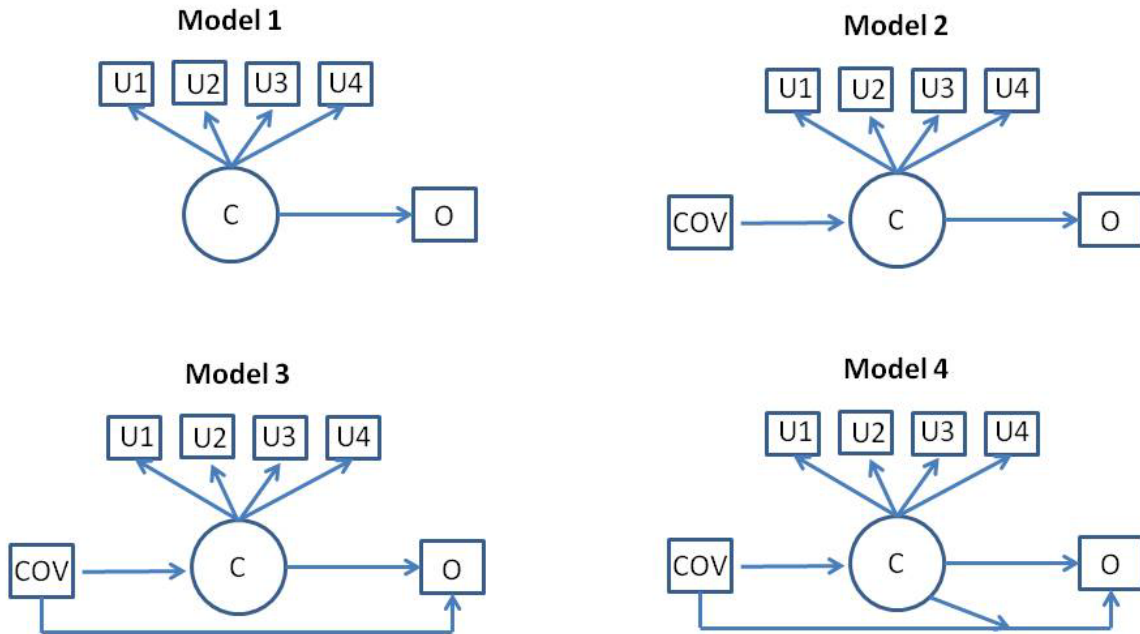 Model 1
U1 U2 U3 U4
C
O
Model 2
U1 U2 U3 U4
COV
C
O
Model 3
U1 U2 U3 U4
COV
C
O
Model 4
U1 U2 U3 U4
COV
C
O